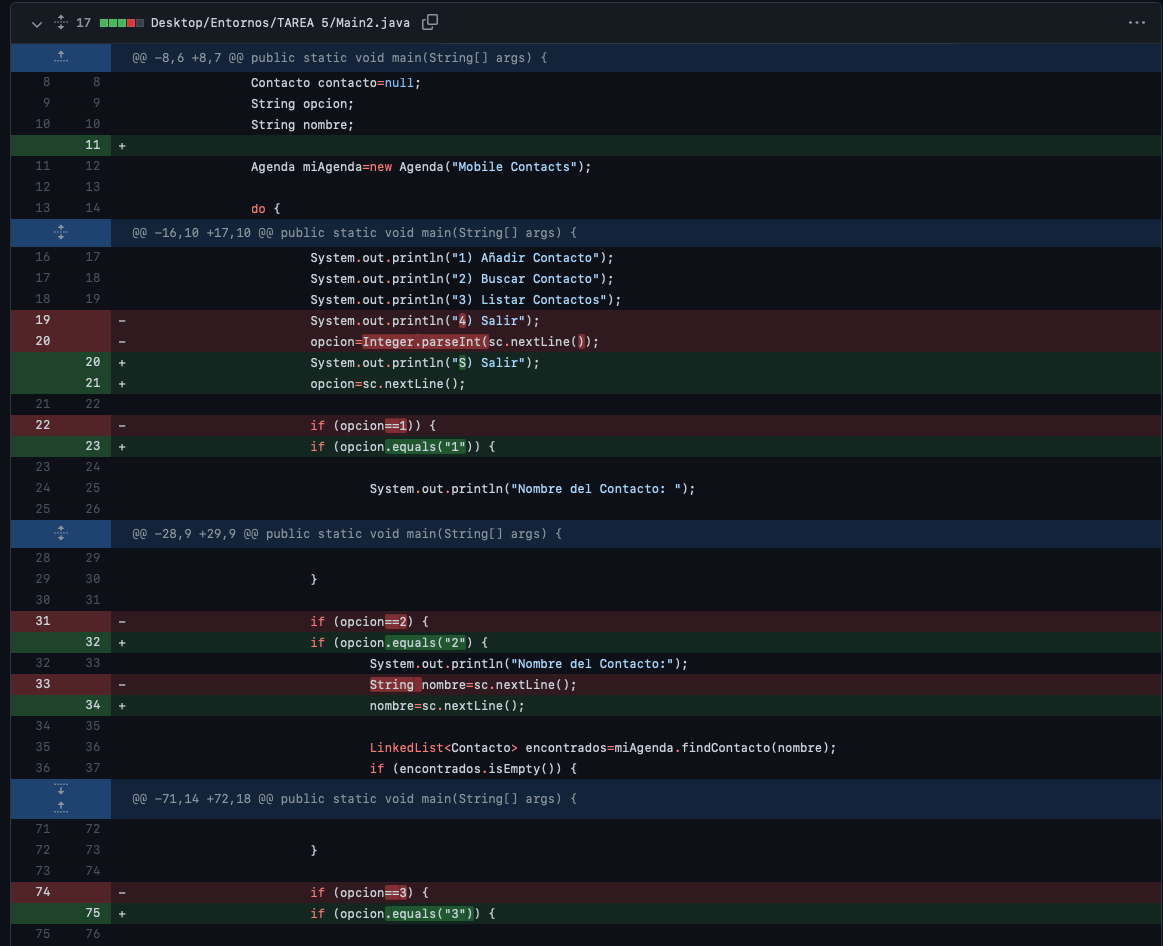 17 Desktop/Entornos/TAREA 5/Main2.java ...
@@ -8,6 +8,7 @@ public static void main(String[] args) {
8 8 Contacto contacto=null;
9 9 String opcion;
10 10 String nombre;
11 +
11 12 Agenda miAgenda=new Agenda("Mobile Contacts");
12 13
13 14 do {
@@ -16,10 +17,10 @@ public static void main(String[] args) {
16 17 System.out.println("1) Añadir Contacto");
17 18 System.out.println("2) Buscar Contacto");
18 19 System.out.println("3) Listar Contactos");
19 - System.out.println("4) Salir");
20 - opcion=Integer.parseInt(sc.nextLine());
20 + System.out.println("S) Salir");
21 + opcion=sc.nextLine();
21 22
22 - if (opcion==1)) {
23 + if (opcion.equals("1")) {
23 24
24 25 System.out.println("Nombre del Contacto: ");
25 26
@@ -28,9 +29,9 @@ public static void main(String[] args) {
28 29
29 30 }
30 31
31 - if (opcion==2) {
32 + if (opcion.equals("2") {
32 33 System.out.println("Nombre del Contacto:");
33 - String nombre=sc.nextLine();
34 + nombre=sc.nextLine();
34 35
35 36 LinkedList<Contacto> encontrados=miAgenda.findContacto(nombre);
36 37 if (encontrados.isEmpty()) {
@@ -71,14 +72,18 @@ public static void main(String[] args) {
71 72
72 73 }
73 74
74 - if (opcion==3) {
75 + if (opcion.equals("3")) {
75 76